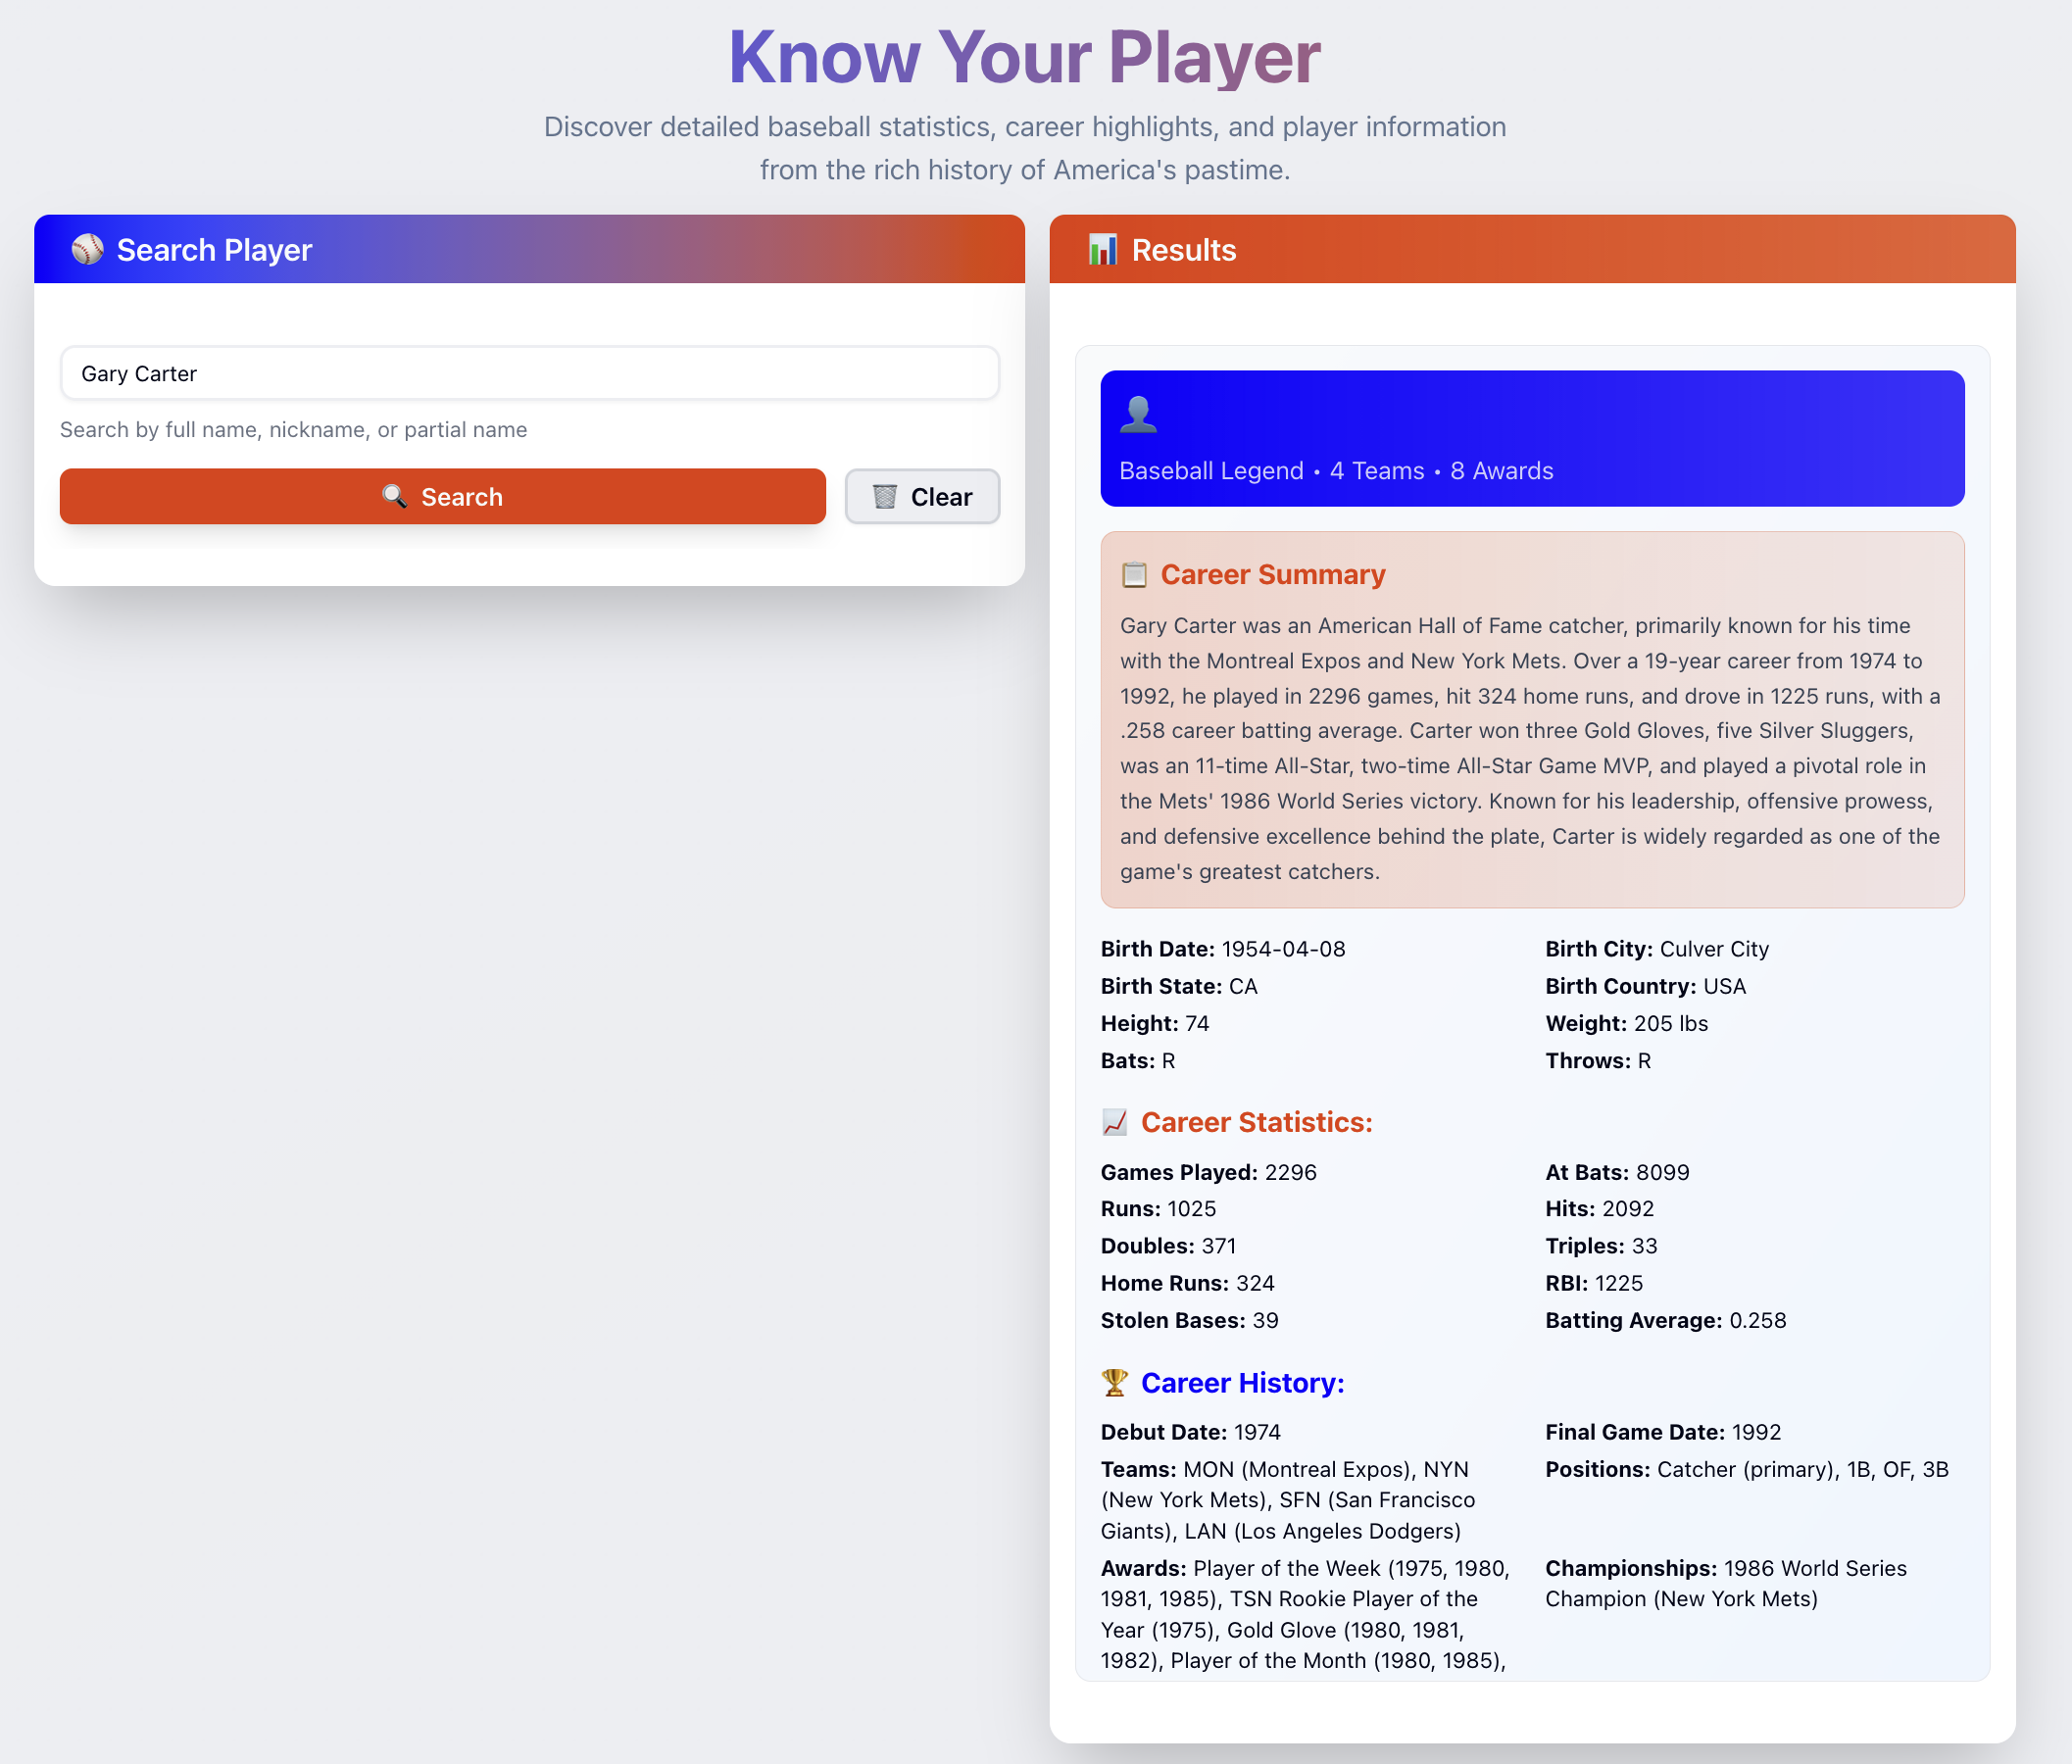 Know Your Player
Discover detailed baseball statistics, career highlights, and player information
from the rich history of America's pastime.
Search Player
Gary Carter
Search by full name, nickname, or partial name
Search
Clear
Results
Baseball Legend • 4 Teams • 8 Awards
Career Summary
Gary Carter was an American Hall of Fame catcher, primarily known for his time
with the Montreal Expos and New York Mets. Over a 19-year career from 1974 to
1992, he played in 2296 games, hit 324 home runs, and drove in 1225 runs, with a
.258 career batting average. Carter won three Gold Gloves, five Silver Sluggers,
was an 11-time All-Star, two-time All-Star Game MVP, and played a pivotal role in
the Mets' 1986 World Series victory. Known for his leadership, offensive prowess,
and defensive excellence behind the plate, Carter is widely regarded as one of the
game's greatest catchers.
Birth Date: 1954-04-08
Birth City: Culver City
Birth State: CA
Birth Country: USA
Height: 74
Weight: 205 lbs
Bats: R
Throws: R
Career Statistics:
Games Played: 2296
At Bats: 8099
Runs: 1025
Hits: 2092
Doubles: 371
Triples: 33
Home Runs: 324
RBI: 1225
Stolen Bases: 39
Batting Average: 0.258
Career History:
Debut Date: 1974
Final Game Date: 1992
Teams: MON (Montreal Expos), NYN
(New York Mets), SFN (San Francisco
Giants), LAN (Los Angeles Dodgers)
Positions: Catcher (primary), 1B, OF, 3B
Awards: Player of the Week (1975, 1980,
1981, 1985), TSN Rookie Player of the
Year (1975), Gold Glove (1980, 1981,
1982), Player of the Month (1980, 1985),
Championships: 1986 World Series
Champion (New York Mets)